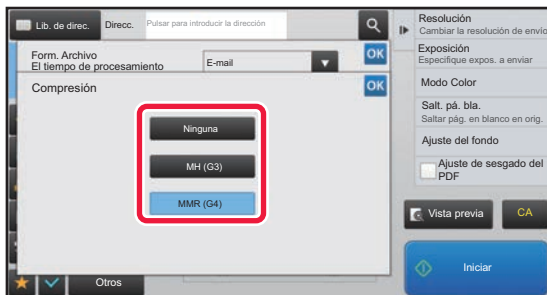 Lib. de direc.
Direcc.
Pulsar para introducir la dirección
Form. Archivo
El tiempo de procesamiento
E-mail
OK
Compresión
OK
Ninguna
MH (G3)
MMR (G4)
Otros
Resolución
Cambiar la resolución de envío
Exposición
Especifique expos. a enviar
Modo Color
Salt. pá. bla.
Saltar pág. en blanco en orig.
Ajuste del fondo
Ajuste de sesgado del
PDF
Vista previa
CA
Iniciar